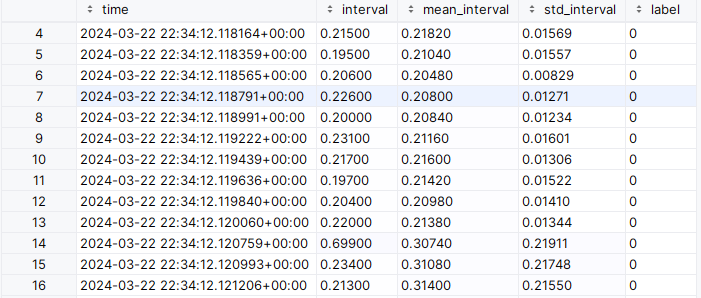 time interval mean_interval std_interval label
4 2024-03-22 22:34:12.118164+00:00 0.21500 0.21820 0.01569 0
5 2024-03-22 22:34:12.118359+00:00 0.19500 0.21040 0.01557 0
6 2024-03-22 22:34:12.118565+00:00 0.20600 0.20480 0.00829 0
7 2024-03-22 22:34:12.118791+00:00 0.22600 0.20800 0.01271 0
8 2024-03-22 22:34:12.118991+00:00 0.20000 0.20840 0.01234 0
9 2024-03-22 22:34:12.119222+00:00 0.23100 0.21160 0.01601 0
10 2024-03-22 22:34:12.119439+00:00 0.21700 0.21600 0.01306 0
11 2024-03-22 22:34:12.119636+00:00 0.19700 0.21420 0.01522 0
12 2024-03-22 22:34:12.119840+00:00 0.20400 0.20980 0.01410 0
13 2024-03-22 22:34:12.120060+00:00 0.22000 0.21380 0.01344 0
14 2024-03-22 22:34:12.120759+00:00 0.69900 0.30740 0.21911 0
15 2024-03-22 22:34:12.120993+00:00 0.23400 0.31080 0.21748 0
16 2024-03-22 22:34:12.121206+00:00 0.21300 0.31400 0.21550 0